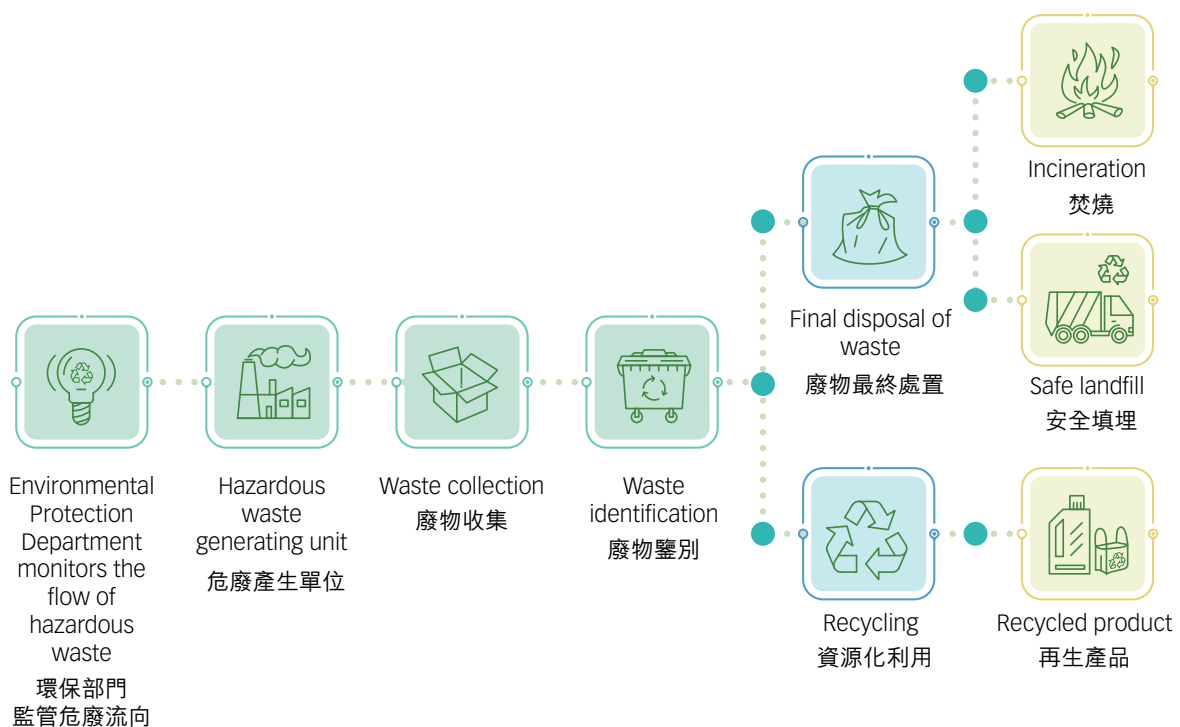 Environmental
Protection
Department
monitors the
flow of
hazardous
waste
環保部門
監管危廢流向
Hazardous
waste
generating unit
危廢產生單位
Waste collection
廢物收集
Waste
identification
廢物鑒別
Final disposal of
waste
廢物最終處置
Incineration
焚燒
Safe landfill
安全填埋
Recycling
資源化利用
Recycled product
再生產品